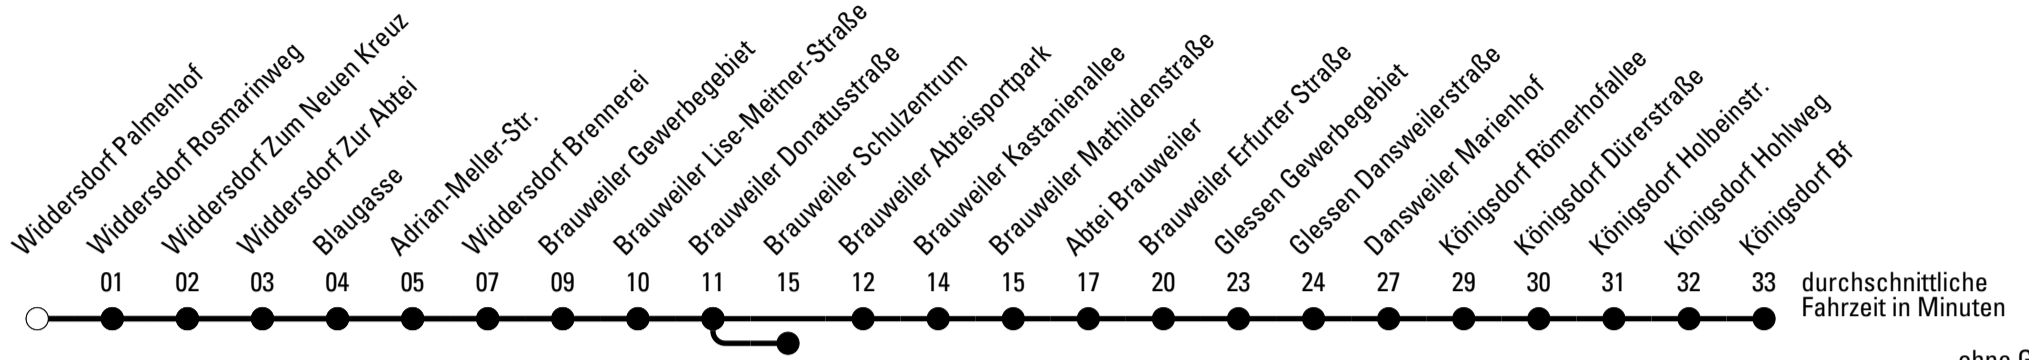 Widdersdorf Palmenhof
Widdersdorf Rosmarinweg
Widdersdorf Zum Neuen Kreuz
Widdersdorf Zur Abtei
Blaugasse
Adrian-Meller-Str.
Widdersdorf Brennerei
Brauweiler Gewerbegebiet
Brauweiler Lise-Meitner-Straße
Brauweiler Donatusstraße
Brauweiler Schulzentrum
Brauweiler Abteisportpark
Brauweiler Kastanienallee
Brauweiler Mathildenstraße
Abtei Brauweiler
Brauweiler Erfurter Straße
Glessen Gewerbegebiet
Glessen Dansweilerstraße
Dansweiler Marienhof
Königsdorf Römerhofallee
Königsdorf Dürerstraße
Königsdorf Holbeinstr.
Königsdorf Hohlweg
Königsdorf Bf
01 02 03 04 05 07 09 10 11 15 12 14 15 17 20 23 24 27 29 30 31 32 33 durchschnittliche
Fahrzeit in Minuten
ohne